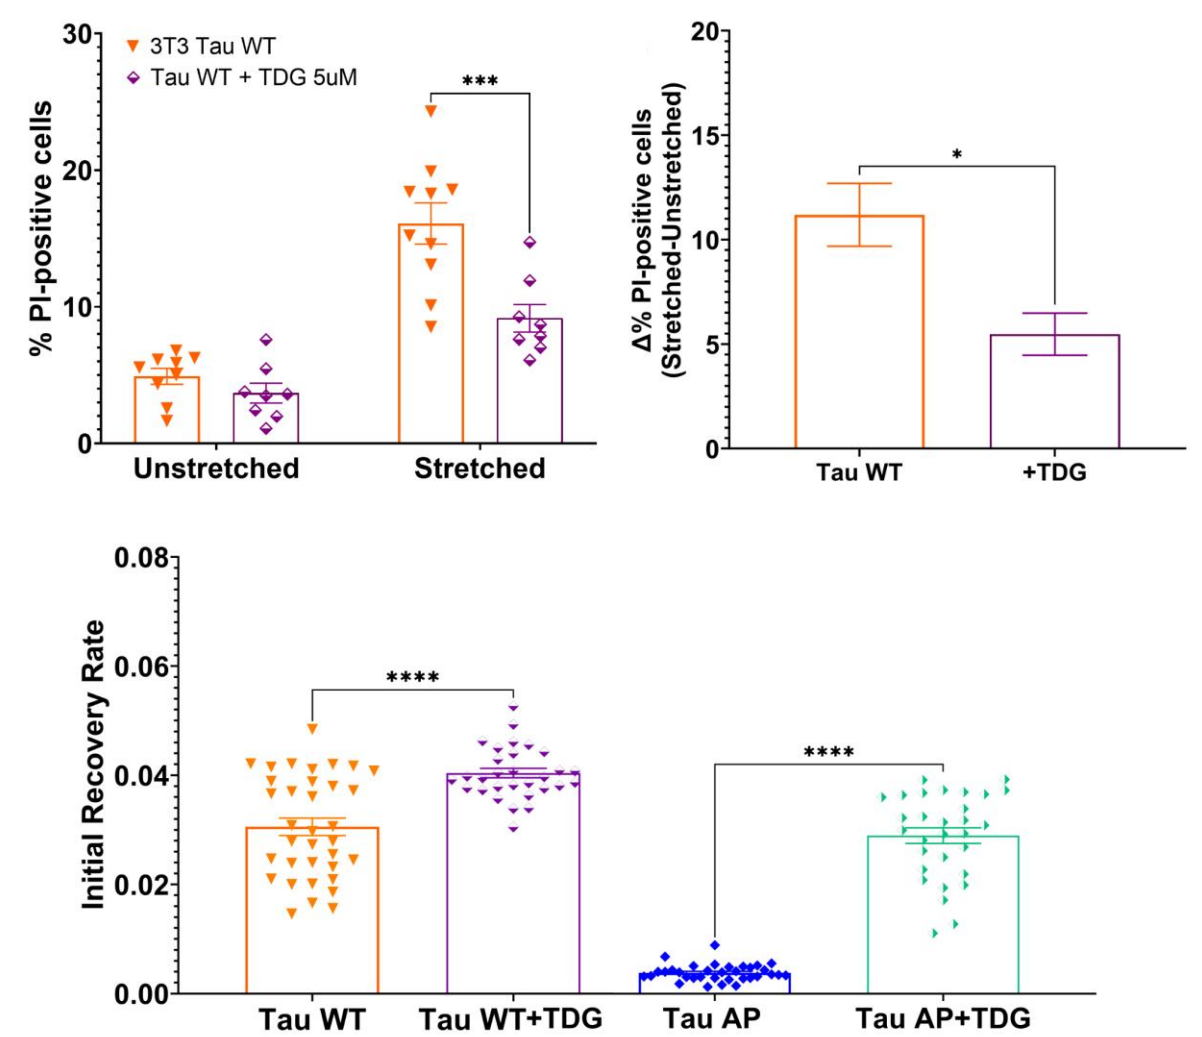 30
20
10
0
% PI-positive cells
3T3 Tau WT
Tau WT + TDG 5uM
***
Unstretched
Stretched
20
15
10
5
0
Δ% PI-positive cells
(Stretched-Unstretched)
*
Tau WT
+TDG
0.08
0.06
0.04
0.02
0.00
Initial Recovery Rate
****
****
Tau WT
Tau WT+TDG
Tau AP
Tau AP+TDG